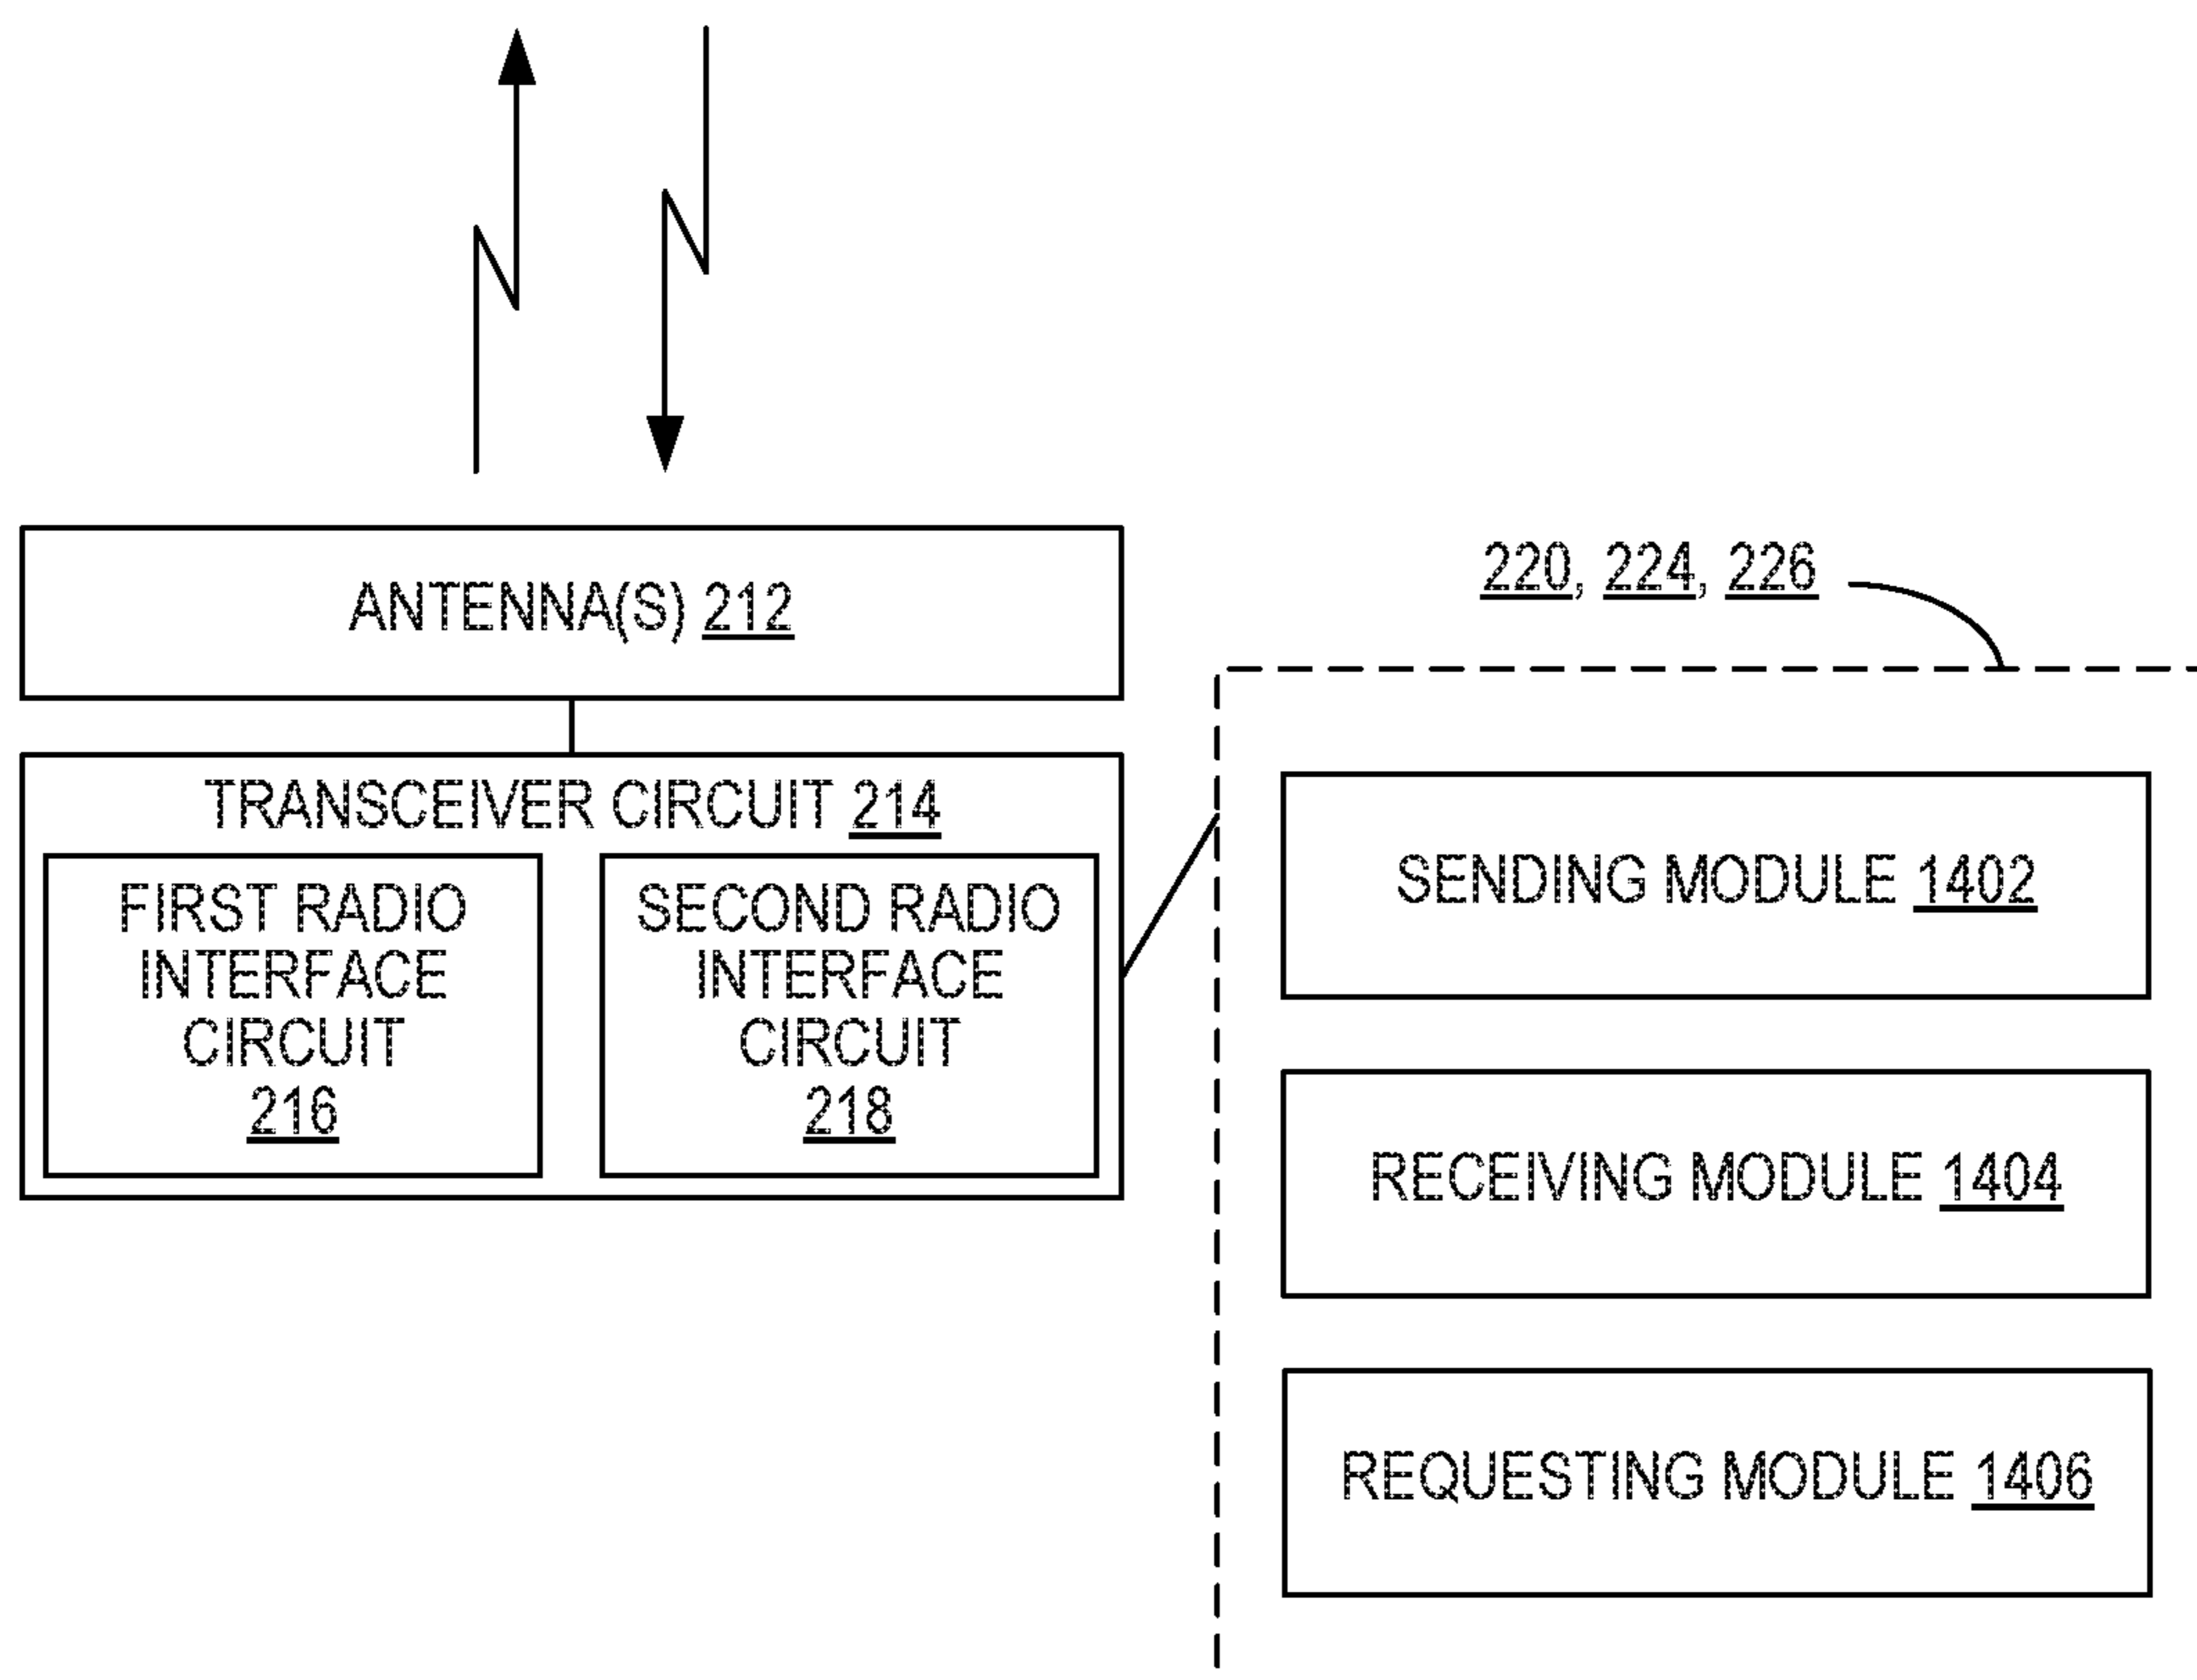 ANTENNA(S) 212
220, 224, 226
TRANSCEIVER CIRCUIT 214
FIRST RADIO
INTERFACE
CIRCUIT
216
SECOND RADIO
INTERFACE
CIRCUIT
218
SENDING MODULE 1402
RECEIVING MODULE 1404
REQUESTING MODULE 1406